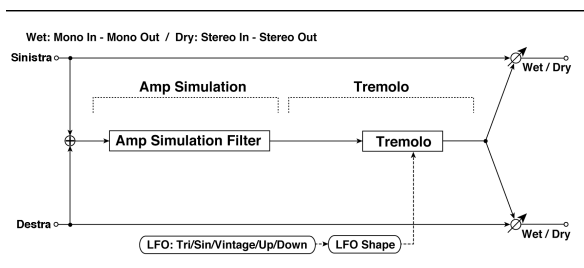 Wet: Mono In - Mono Out / Dry: Stereo In - Stereo Out
Sinistra
Wet / Dry
Amp Simulation
Tremolo
Amp Simulation Filter
Tremolo
Destra
Wet / Dry
LFO: Tri/Sin/Vintage/Up/Down
LFO Shape